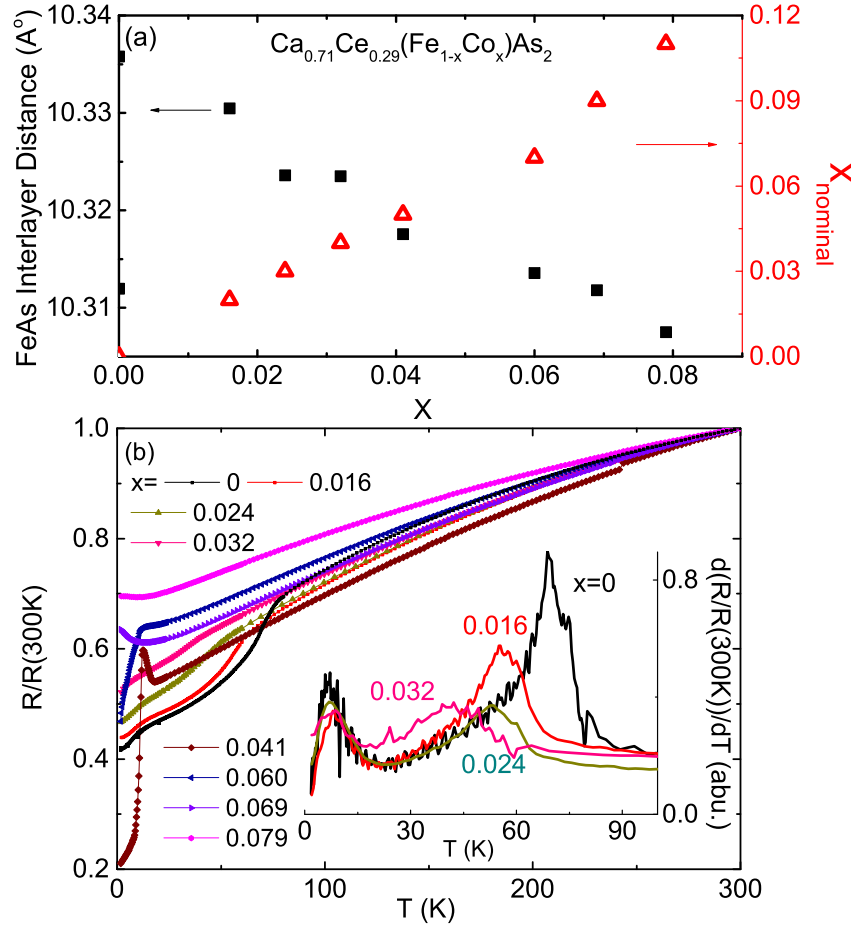 (a)
Ca0.71Ce0.29(Fe1-xCox)As2
FeAs Interlayer Distance (A°)
10.34
10.33
10.32
10.31
0.12
0.09
0.06
0.03
0.00
Xnominal
0.00 0.02 0.04 0.06 0.08
X
(b)
x= 0 0.016
0.024
0.032
0.041
0.060
0.069
0.079
R/R(300K)
1.0
0.8
0.6
0.4
0.2
0 50 100 150 200 250 300
T (K)
x=0
0.016
0.032
0.024
0.8
0.0
d(R/R(300K))/dT (abu.)
30 60 90
T (K)